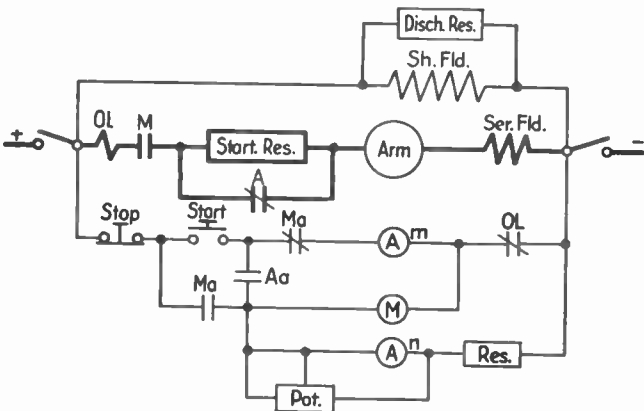 Disch. Res.
Sh. Fld.
+
OL
M
Start. Res.
Arm
Ser. Fld.
-
A
Stop
Start
Ma
A
m
OL
Aa
Ma
M
A
n
Res.
Pot.